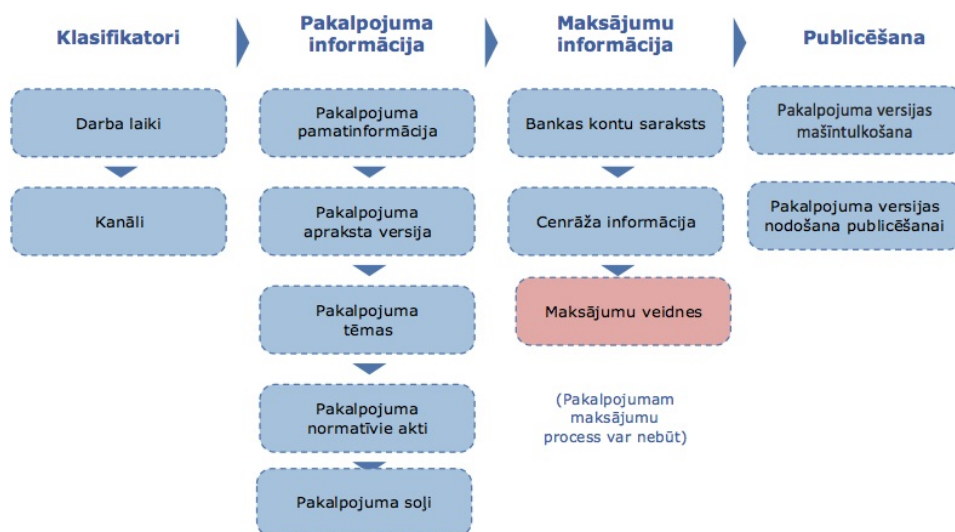 Klasifikatori
Pakalpojuma
informācija
Maksājumu
informācija
Publicēšana
Darba laiki
Kanāli
Pakalpojuma
pamatinformācija
Pakalpojuma
apraksta versija
Pakalpojuma
tēmas
Pakalpojuma
normatīvie akti
Pakalpojuma soļi
Bankas kontu saraksts
Cenrāža informācija
Maksājumu veidnes
(Pakalpojumam
maksājumu
process var nebūt)
Pakalpojuma versijas
mašīntulkošana
Pakalpojuma versijas
nodošana publicēšanai